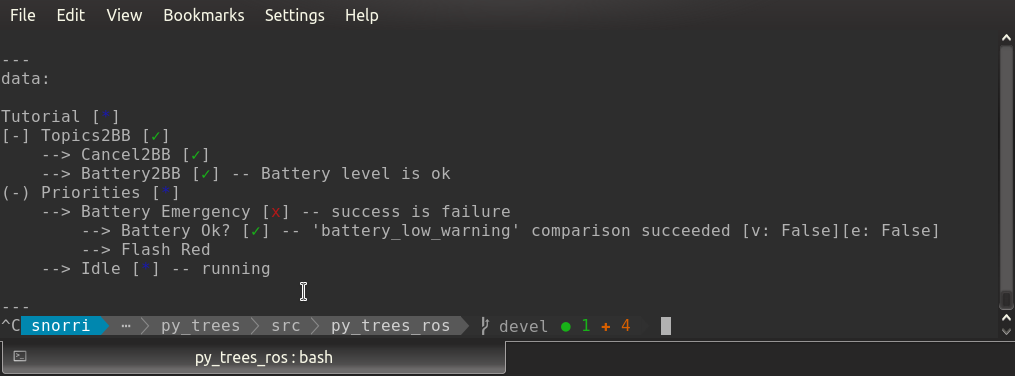 File Edit View Bookmarks Settings Help
---
data:
Tutorial [*]
[-] Topics2BB [✓]
    --> Cancel2BB [✓]
    --> Battery2BB [✓] -- Battery level is ok
(-) Priorities [*]
    --> Battery Emergency [x] -- success is failure
        --> Battery Ok? [✓] -- 'battery_low_warning' comparison succeeded [v: False][e: False]
        --> Flash Red
    --> Idle [*] -- running
---
^C snorri ⋯ py_trees src py_trees_ros devel ● 1 + 4
py_trees_ros : bash